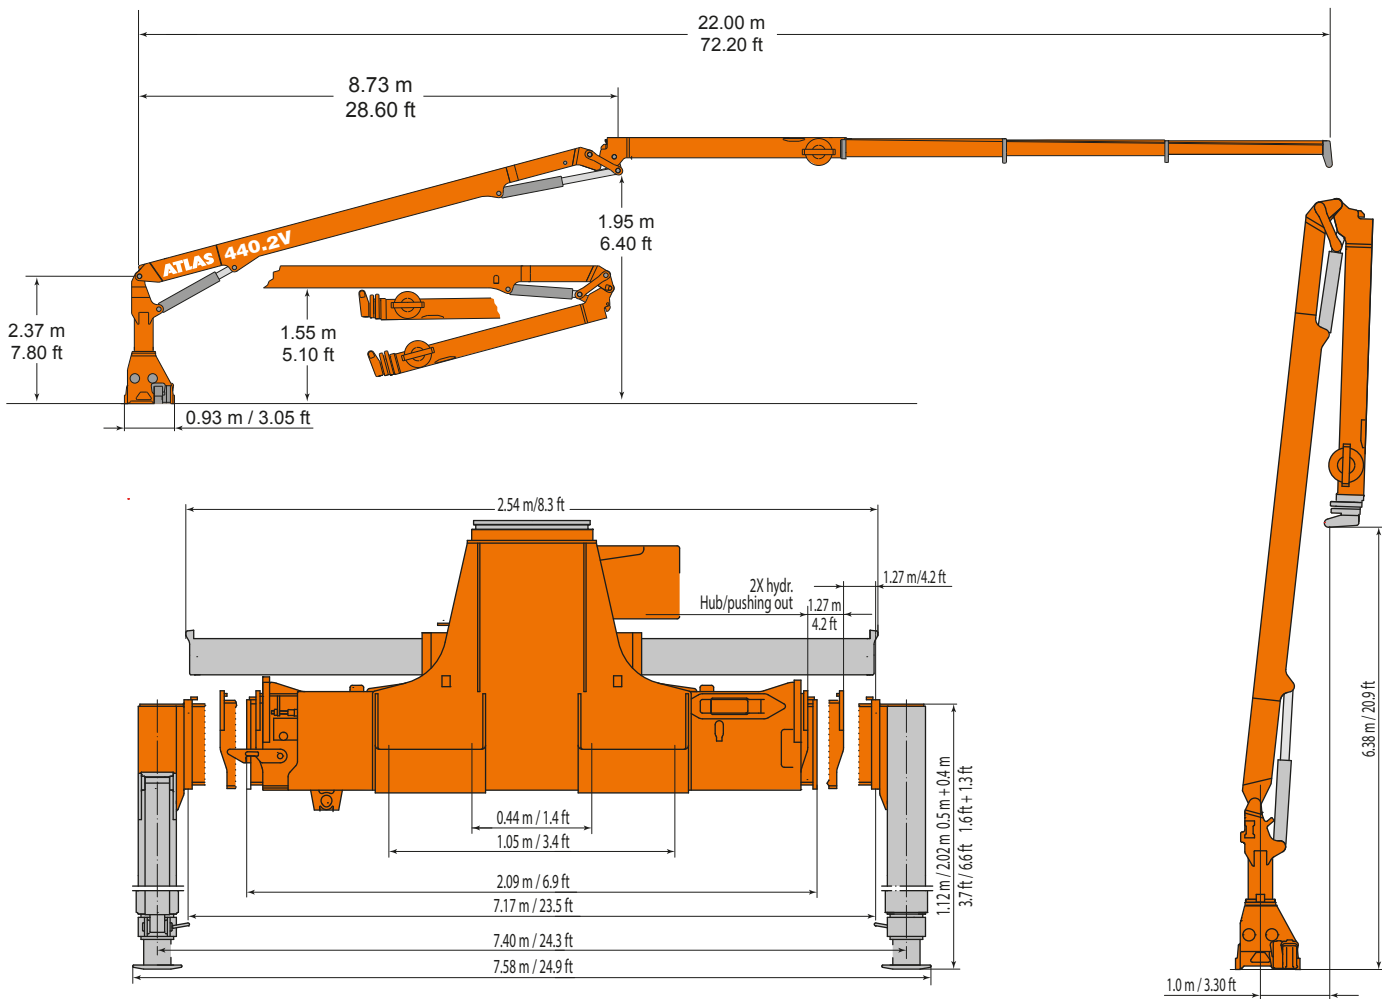 22.00 m
72.20 ft
8.73 m
28.60 ft
1.95 m
6.40 ft
ATLAS 440.2V
2.37 m
7.80 ft
1.55 m
5.10 ft
0.93 m / 3.05 ft
2.54 m/8.3 ft
2X hydr.
Hub/pushing out
1.27 m
4.2 ft
1.27 m/4.2 ft
0.44 m / 1.4 ft
1.05 m / 3.4 ft
2.09 m / 6.9 ft
7.17 m / 23.5 ft
7.40 m / 24.3 ft
7.58 m / 24.9 ft
1.12 m / 2.02 m 0.5 m + 0.4 m
3.7 ft / 6.6 ft 1.6 ft + 1.3 ft
6.38 m / 20.9 ft
1.0 m / 3.30 ft